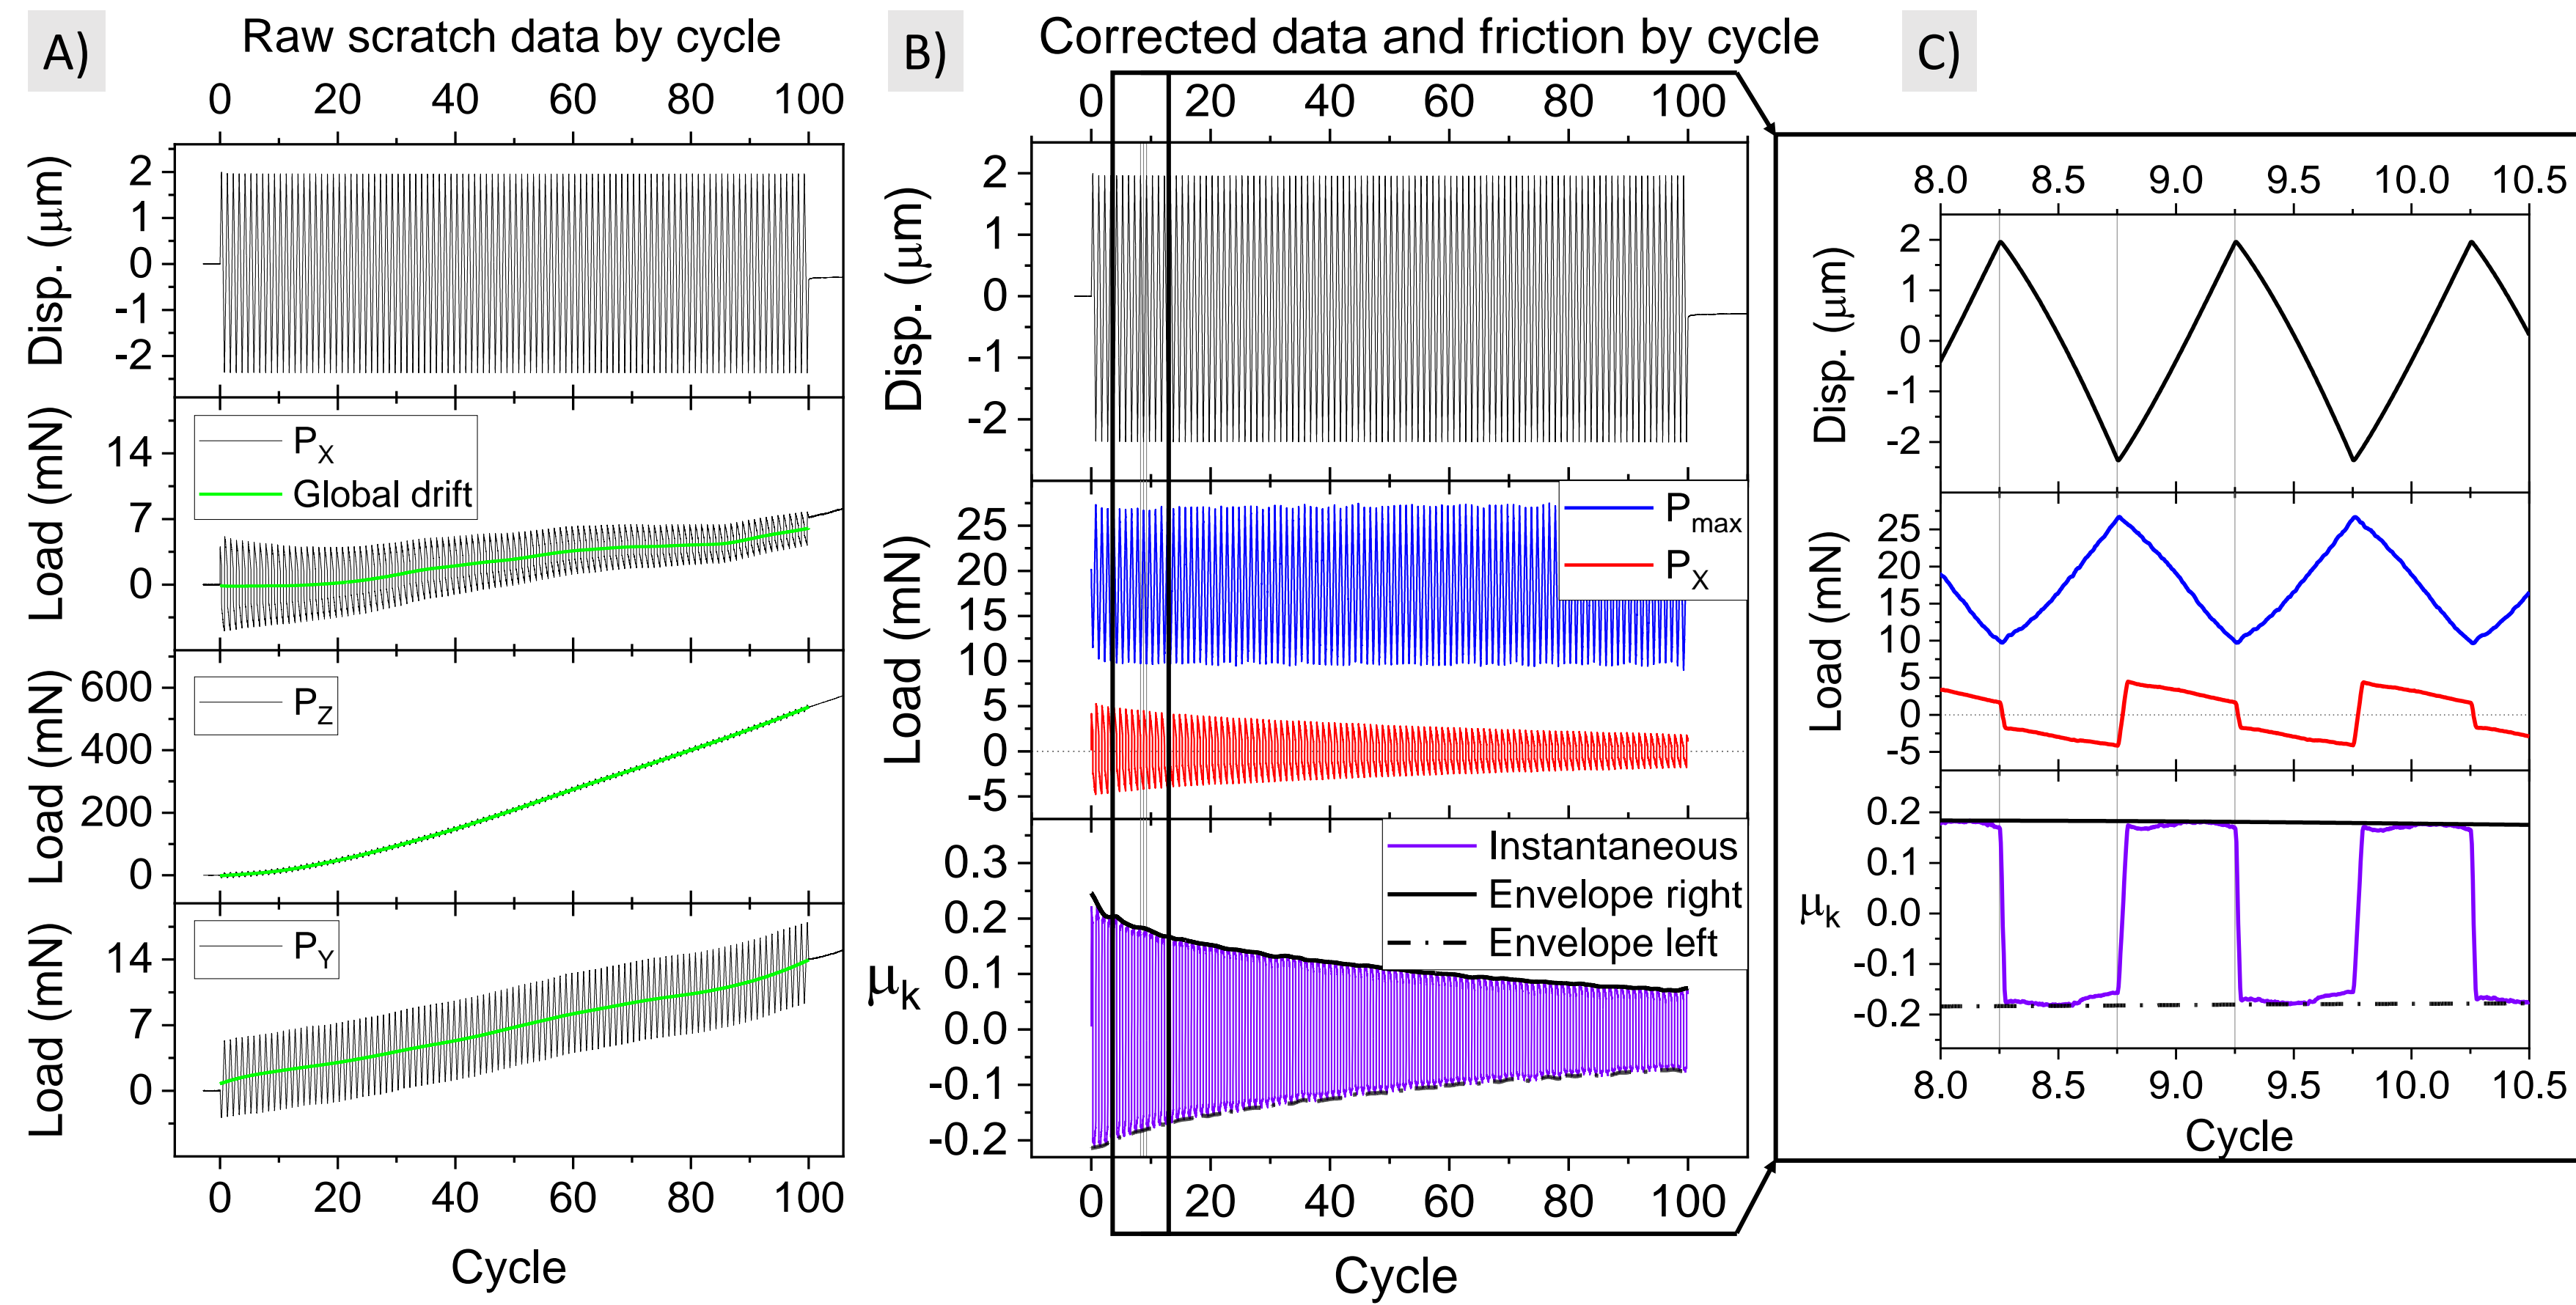 A)
Raw scratch data by cycle
0 20 40 60 80 100
Disp. (μm)
2
1
0
-1
-2
Load (mN)
14
7
0
P_X
Global drift
Load (mN)
600
400
200
0
P_Z
Load (mN)
14
7
0
P_Y
0 20 40 60 80 100
Cycle
B)
Corrected data and friction by cycle
0 20 40 60 80 100
Disp. (μm)
2
1
0
-1
-2
Load (mN)
25
20
15
10
5
0
-5
P_max
P_X
μ_k
0.3
0.2
0.1
0.0
-0.1
-0.2
Instantaneous
Envelope right
Envelope left
0 20 40 60 80 100
Cycle
C)
8.0 8.5 9.0 9.5 10.0 10.5
Disp. (μm)
2
1
0
-1
-2
Load (mN)
25
20
15
10
5
0
-5
μ_k
0.2
0.1
0.0
-0.1
-0.2
8.0 8.5 9.0 9.5 10.0 10.5
Cycle